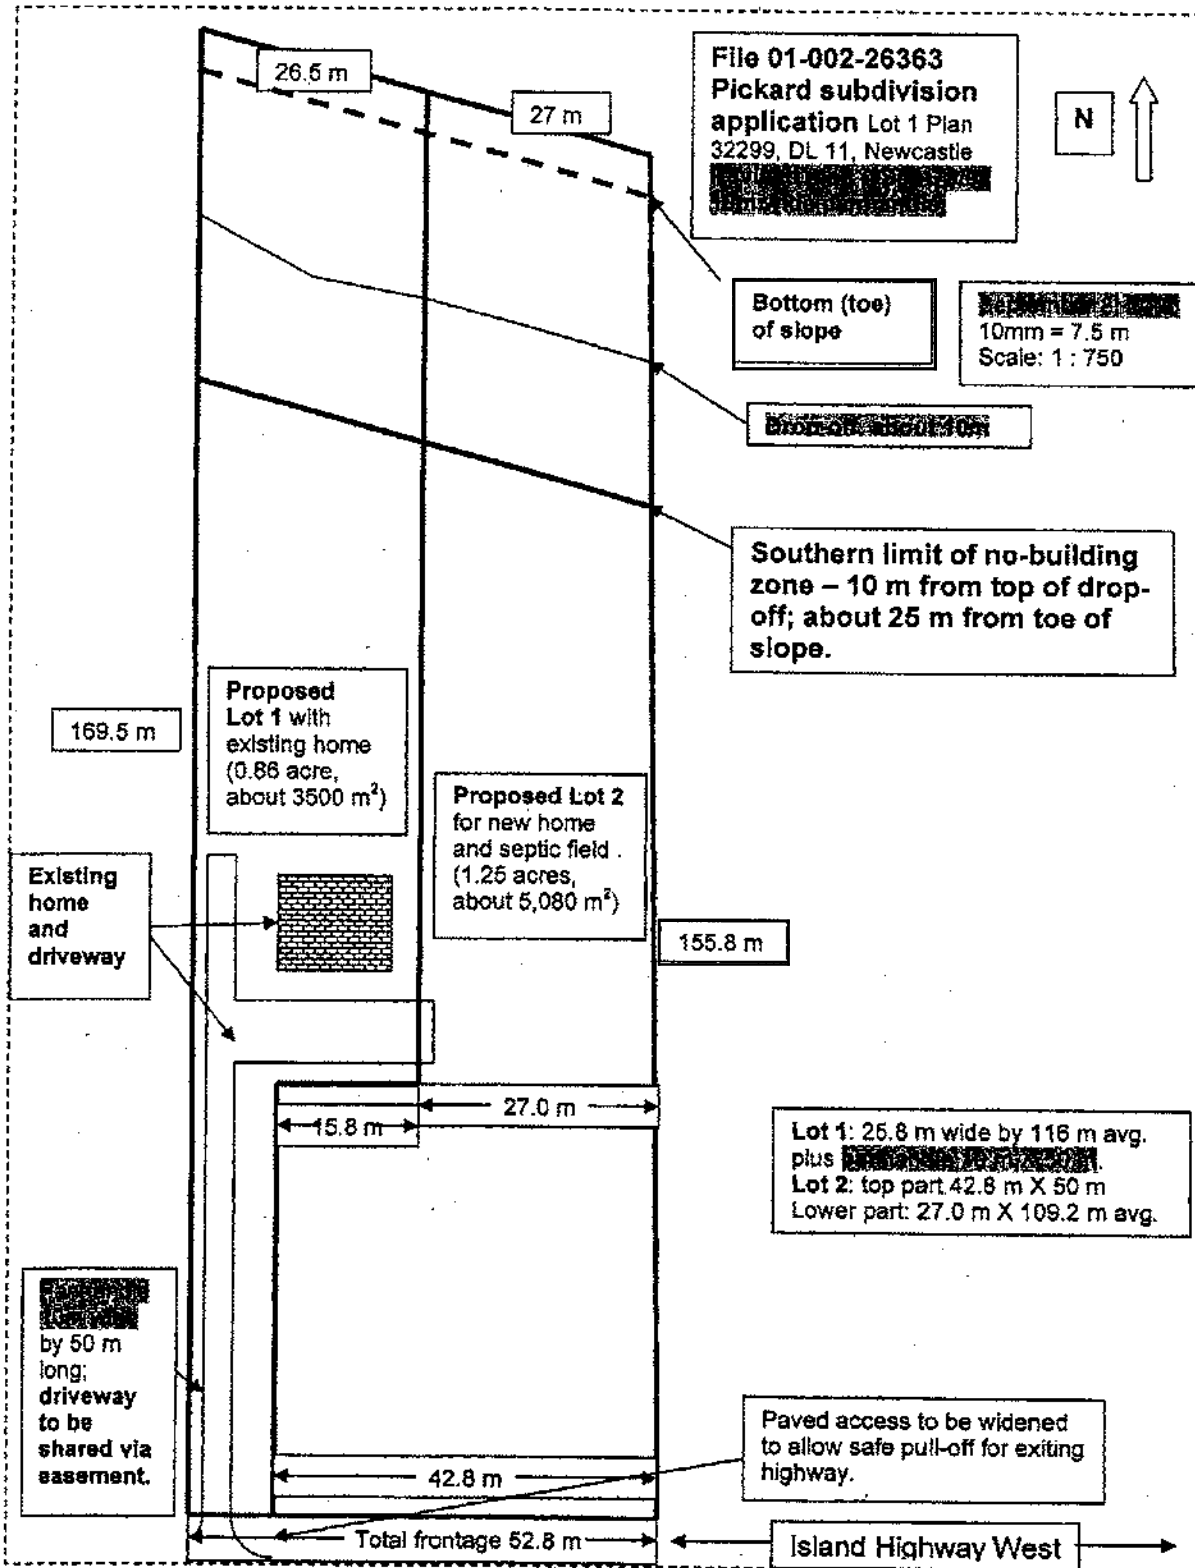 26.5 m
27 m
File 01-002-26363
Pickard subdivision
application Lot 1 Plan
32299, DL 11, Newcastle
N
Bottom (toe)
of slope
10mm = 7.5 m
Scale: 1 : 750
Drop-off, about 10m
Southern limit of no-building
zone – 10 m from top of drop-
off; about 25 m from toe of
slope.
169.5 m
Proposed
Lot 1 with
existing home
(0.86 acre,
about 3500 m²)
Proposed Lot 2
for new home
and septic field .
(1.25 acres,
about 5,080 m²)
Existing
home
and
driveway
155.8 m
27.0 m
15.8 m
Lot 1: 25.8 m wide by 116 m avg.
plus
Lot 2: top part 42.8 m X 50 m
Lower part: 27.0 m X 109.2 m avg.
by 50 m
long;
driveway
to be
shared via
easement.
Paved access to be widened
to allow safe pull-off for exiting
highway.
42.8 m
Total frontage 52.8 m
Island Highway West